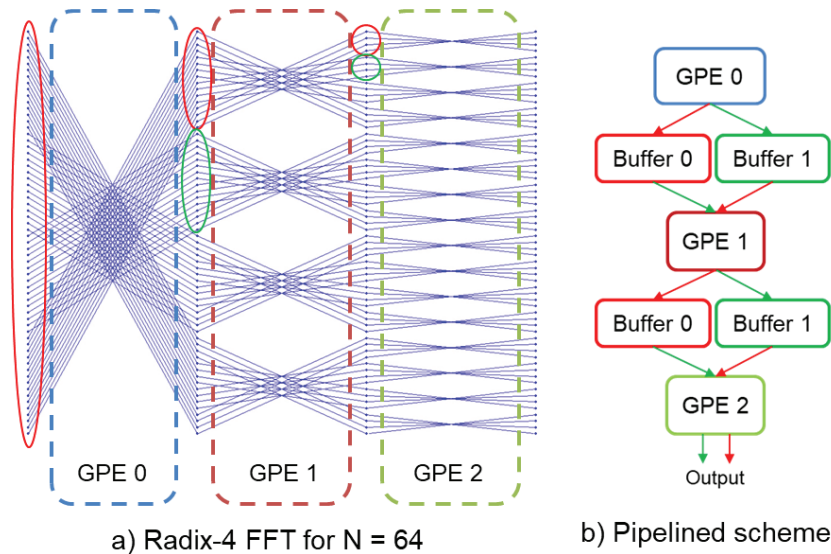 GPE 0
GPE 1
GPE 2
a) Radix-4 FFT for N = 64
GPE 0
Buffer 0
Buffer 1
GPE 1
Buffer 0
Buffer 1
GPE 2
Output
b) Pipelined scheme